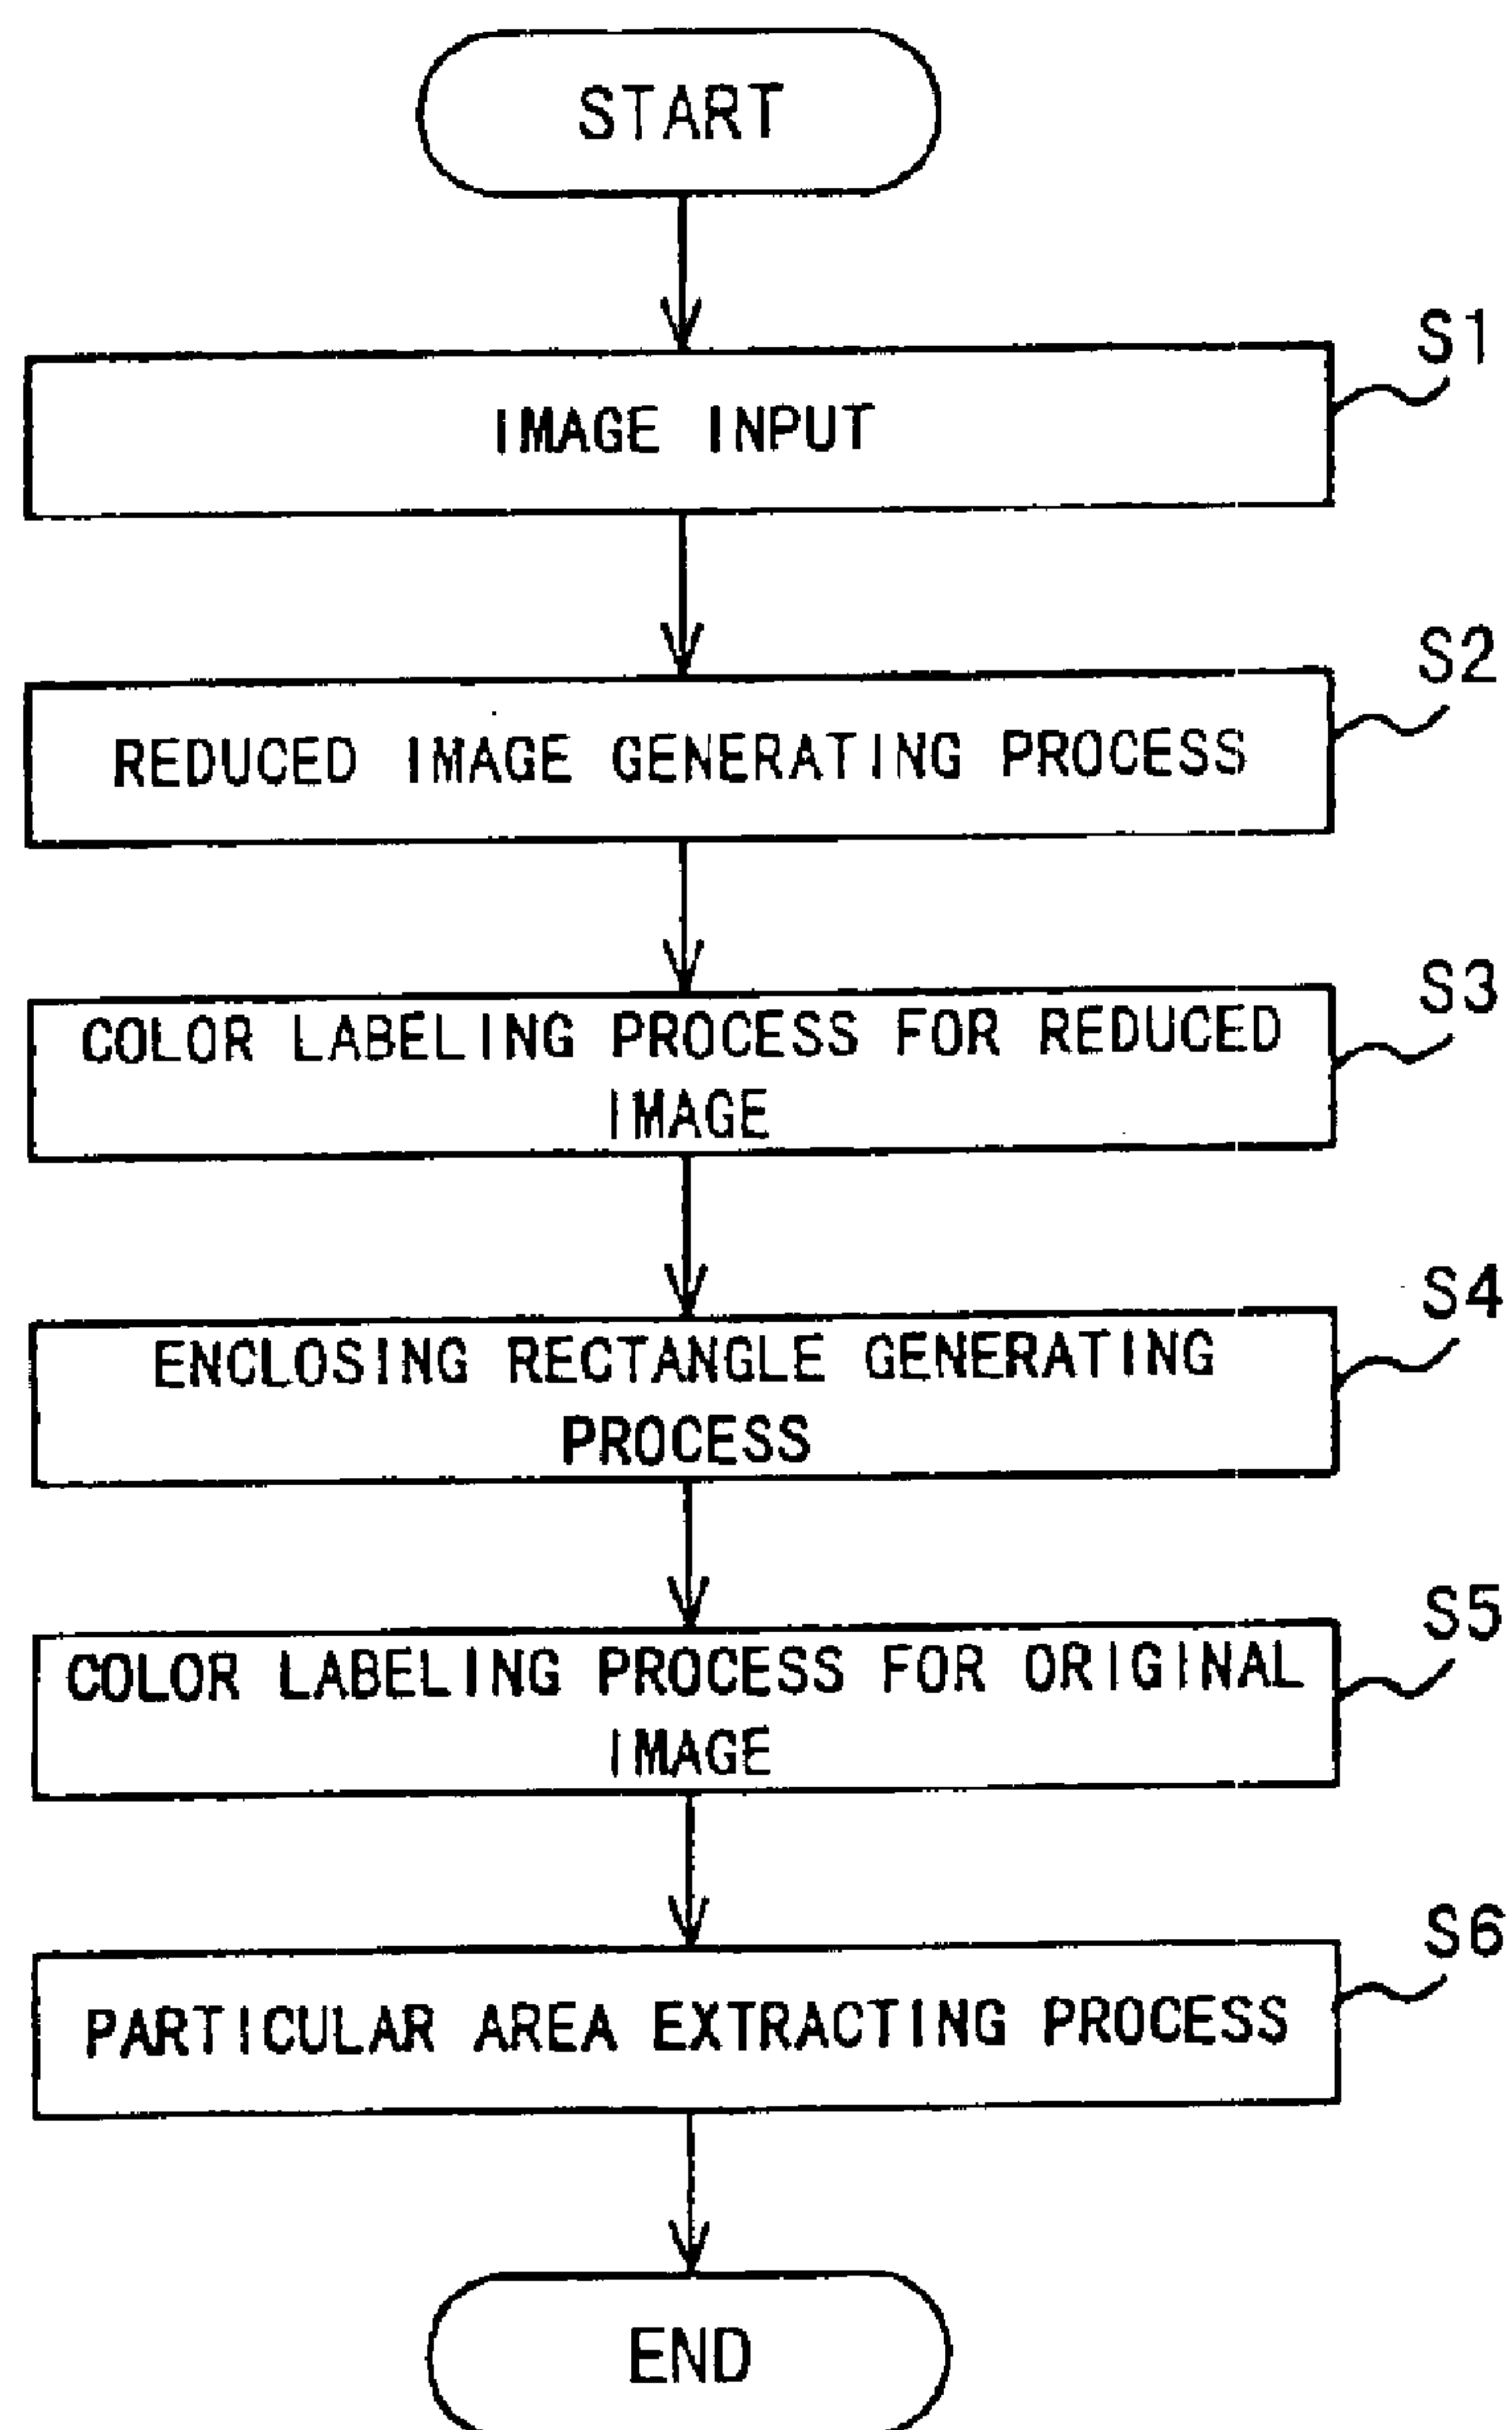 START
S1
IMAGE INPUT
S2
REDUCED IMAGE GENERATING PROCESS
S3
COLOR LABELING PROCESS FOR REDUCED
IMAGE
S4
ENCLOSING RECTANGLE GENERATING
PROCESS
S5
COLOR LABELING PROCESS FOR ORIGINAL
IMAGE
S6
PARTICULAR AREA EXTRACTING PROCESS
END